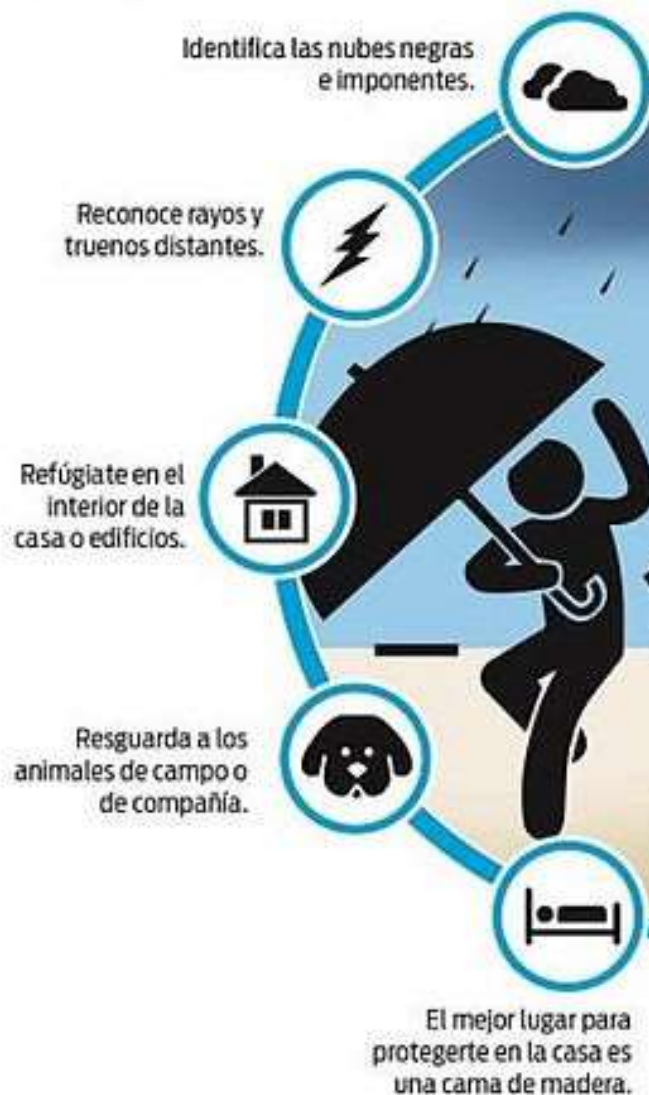 Identifica las nubes negras
e imponentes.
Reconoce rayos y
truenos distantes.
Refúgiate en el
interior de la
casa o edificios.
Resguarda a los
animales de campo o
de compañía.
El mejor lugar para
protegerte en la casa es
una cama de madera.